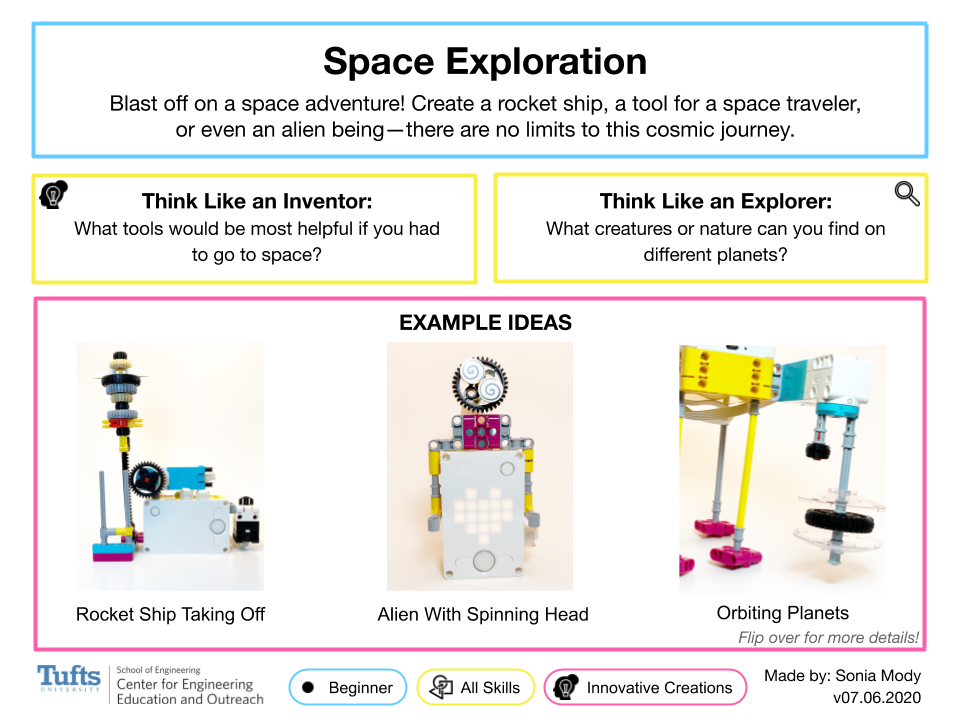 Space Exploration
Blast off on a space adventure! Create a rocket ship, a tool for a space traveler,
or even an alien being—there are no limits to this cosmic journey.
Think Like an Inventor:
What tools would be most helpful if you had
to go to space?
Think Like an Explorer:
What creatures or nature can you find on
different planets?
EXAMPLE IDEAS
Rocket Ship Taking Off
Alien With Spinning Head
Orbiting Planets
Flip over for more details!
Tufts
UNIVERSITY
School of Engineering
Center for Engineering
Education and Outreach
Beginner
All Skills
Innovative Creations
Made by: Sonia Mody
v07.06.2020